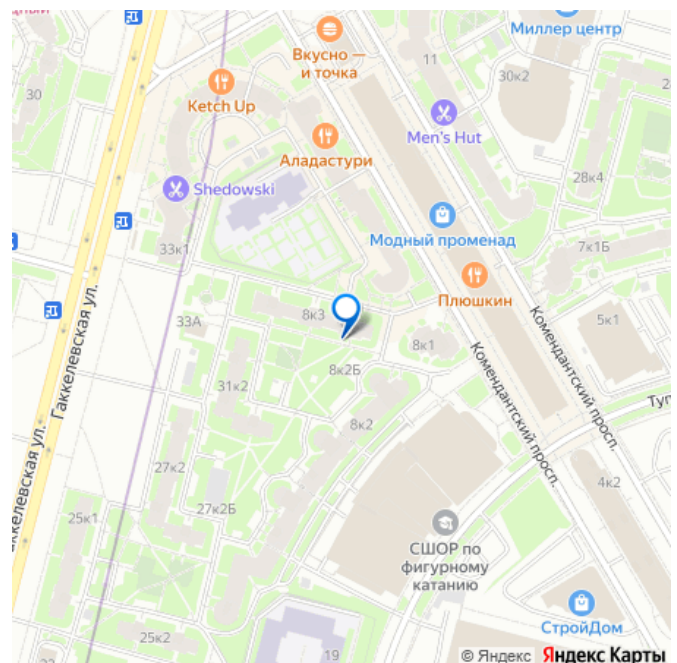 Миллер центр
Вкусно —
и точка
11
30к2
30
Ketch Up
Men's Hut
Аладастури
28к4
Shedowski
Модный променад
7к1Б
33к1
Плюшкин
8к3
33А
5к1
8к1
Гаккелевская ул.
Комендантский просп.
Комендантский просп.
31к2
8к2Б
8к2
27к2
4к2
27к2Б
25к1
СШОР по
фигурному
катанию
СтройДом
25к2
19
© Яндекс Яндекс Карты